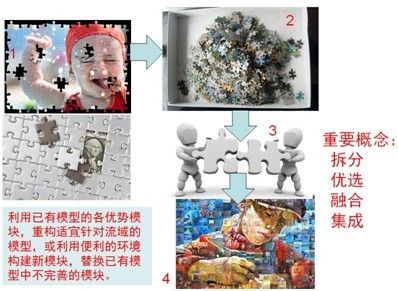 1
2
3
重要概念：
拆分
优选
融合
集成
利用已有模型的各优势模
块，重构适宜针对流域的
模型，或利用便利的环境
构建新模块，替换已有模
型中不完善的模块。
4